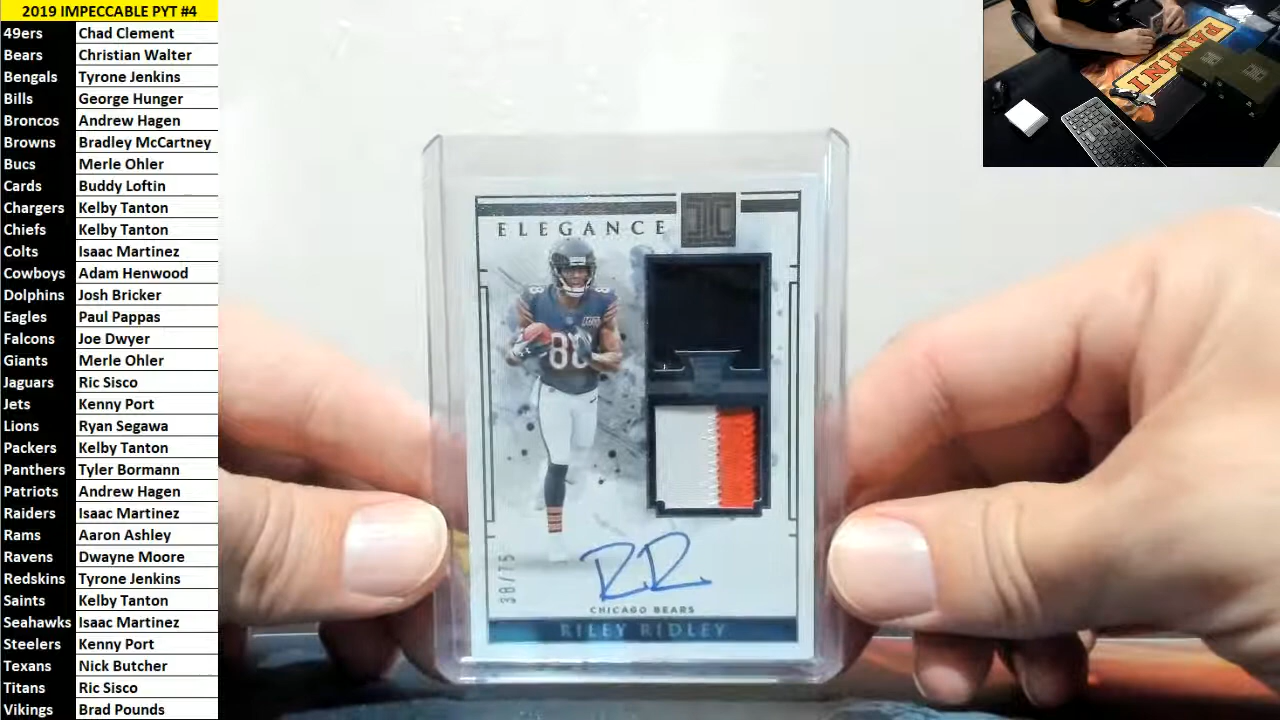 2019 IMPECCABLE PYT #4
49ers Chad Clement
Bears Christian Walter
Bengals Tyrone Jenkins
Bills George Hunger
Broncos Andrew Hagen
Browns Bradley McCartney
Bucs Merle Ohler
Cards Buddy Loftin
Chargers Kelby Tanton
Chiefs Kelby Tanton
Colts Isaac Martinez
Cowboys Adam Henwood
Dolphins Josh Bricker
Eagles Paul Pappas
Falcons Joe Dwyer
Giants Merle Ohler
Jaguars Ric Sisco
Jets Kenny Port
Lions Ryan Segawa
Packers Kelby Tanton
Panthers Tyler Bormann
Patriots Andrew Hagen
Raiders Isaac Martinez
Rams Aaron Ashley
Ravens Dwayne Moore
Redskins Tyrone Jenkins
Saints Kelby Tanton
Seahawks Isaac Martinez
Steelers Kenny Port
Texans Nick Butcher
Titans Ric Sisco
Vikings Brad Pounds
ELEGANCE
38/75
RR
CHICAGO BEARS
RILEY RIDLEY
PANINI